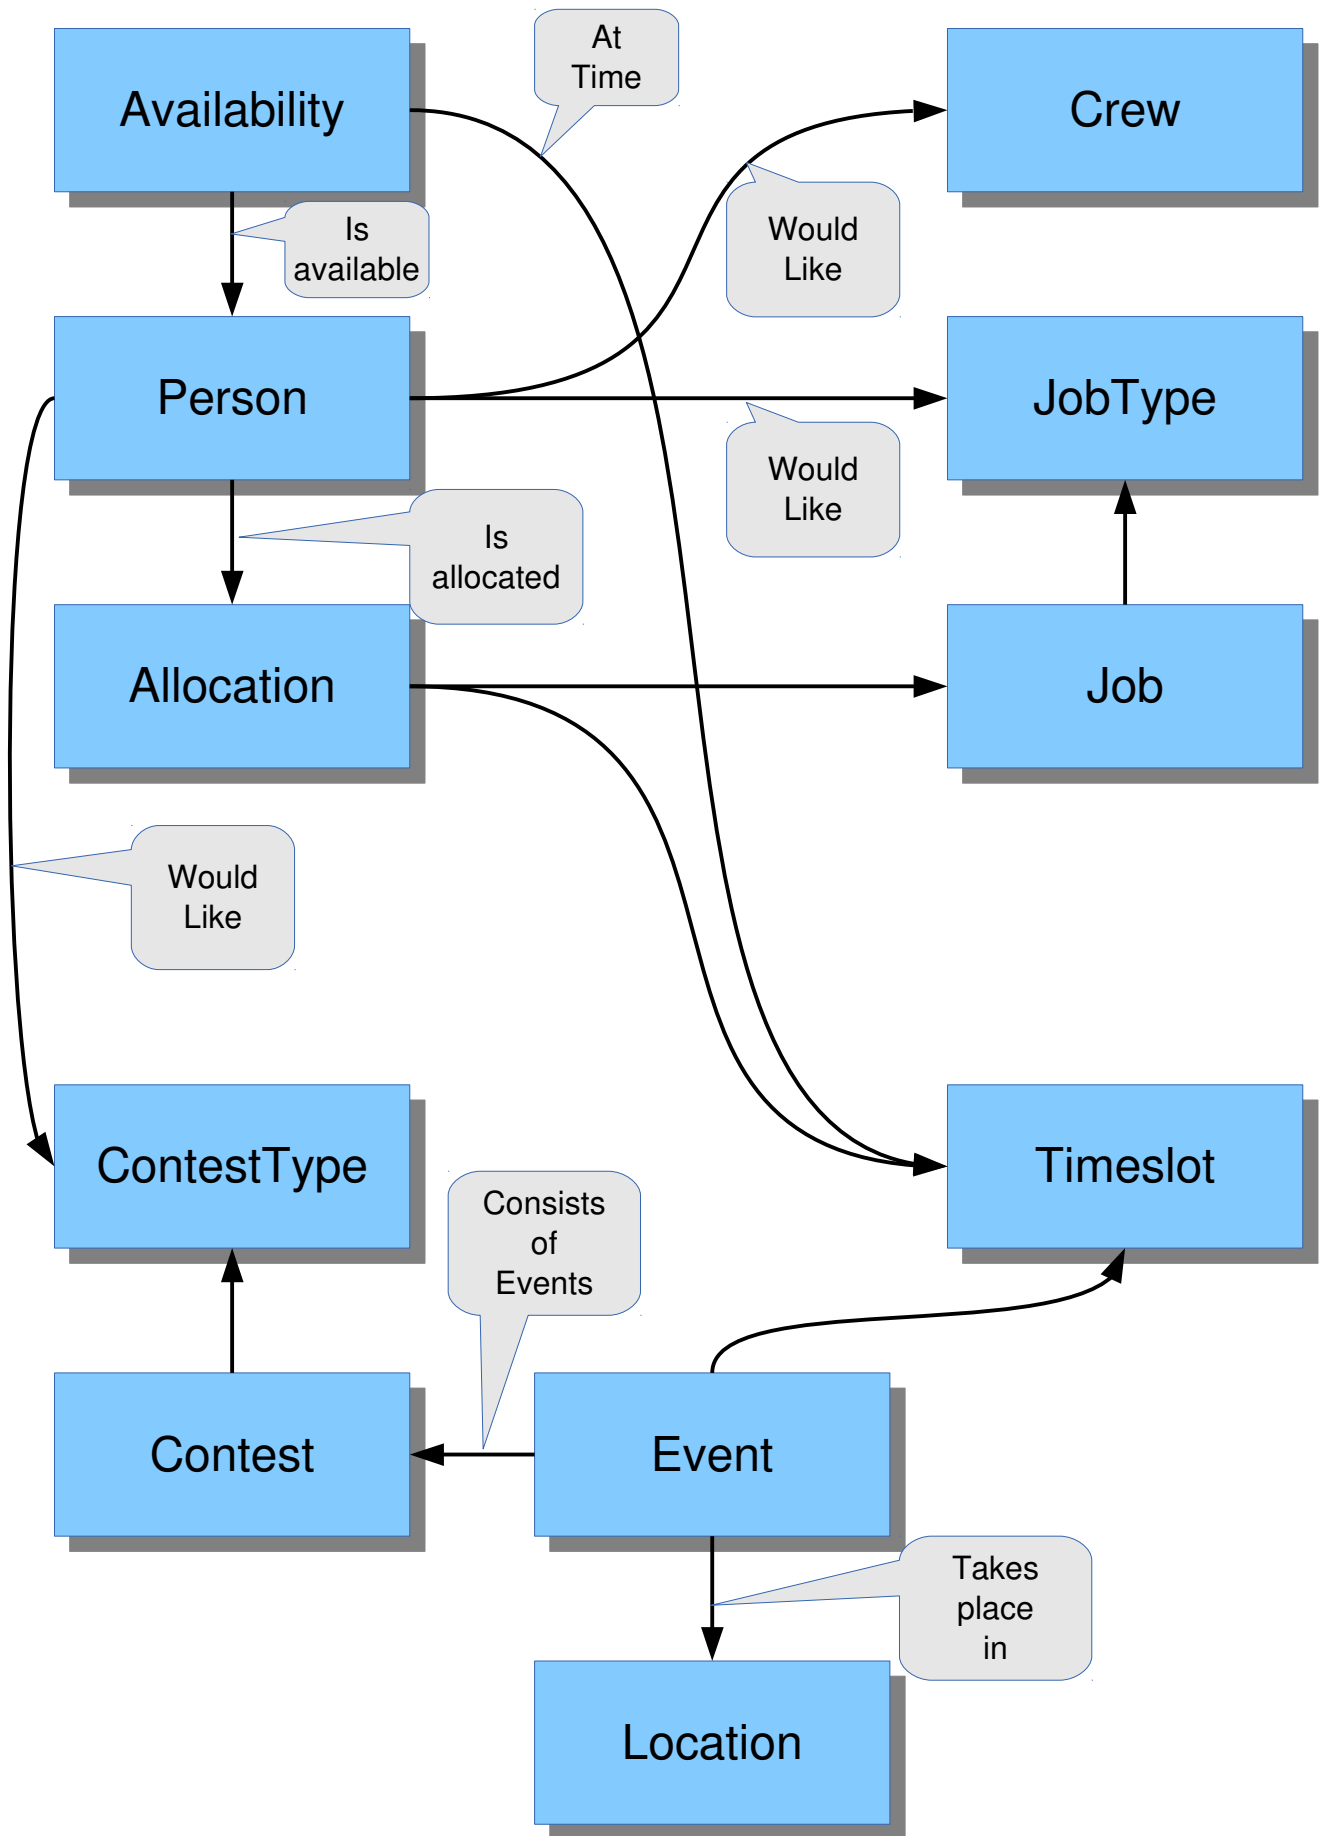 At
Time
Availability
Crew
Is
available
Would
Like
Person
JobType
Would
Like
Is
allocated
Allocation
Job
Would
Like
ContestType
Timeslot
Consists
of
Events
Contest
Event
Takes
place
in
Location